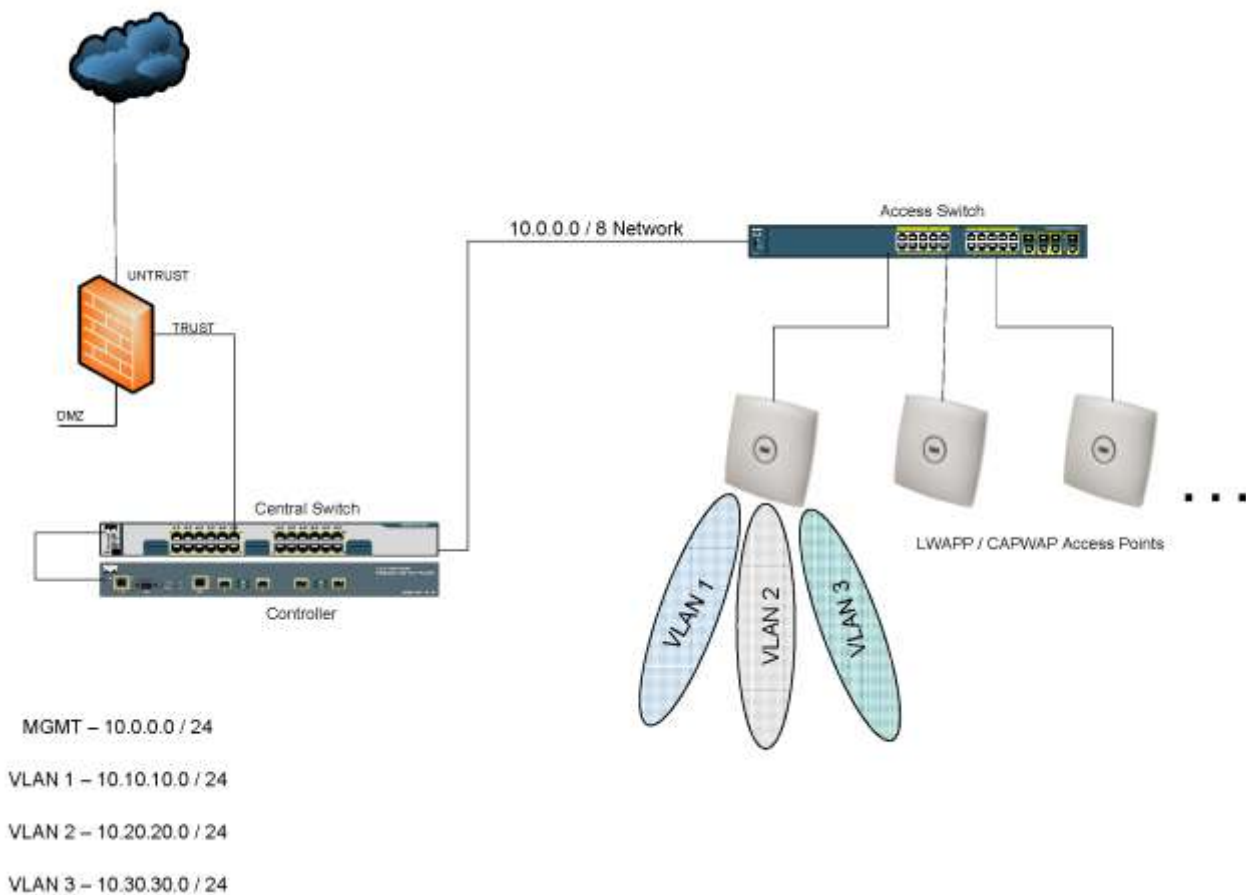 UNTRUST
TRUST
DMZ
10.0.0.0 / 8 Network
Access Switch
Central Switch
Controller
LWAPP / CAPWAP Access Points
...
VLAN 1
VLAN 2
VLAN 3
MGMT – 10.0.0.0 / 24
VLAN 1 – 10.10.10.0 / 24
VLAN 2 – 10.20.20.0 / 24
VLAN 3 – 10.30.30.0 / 24